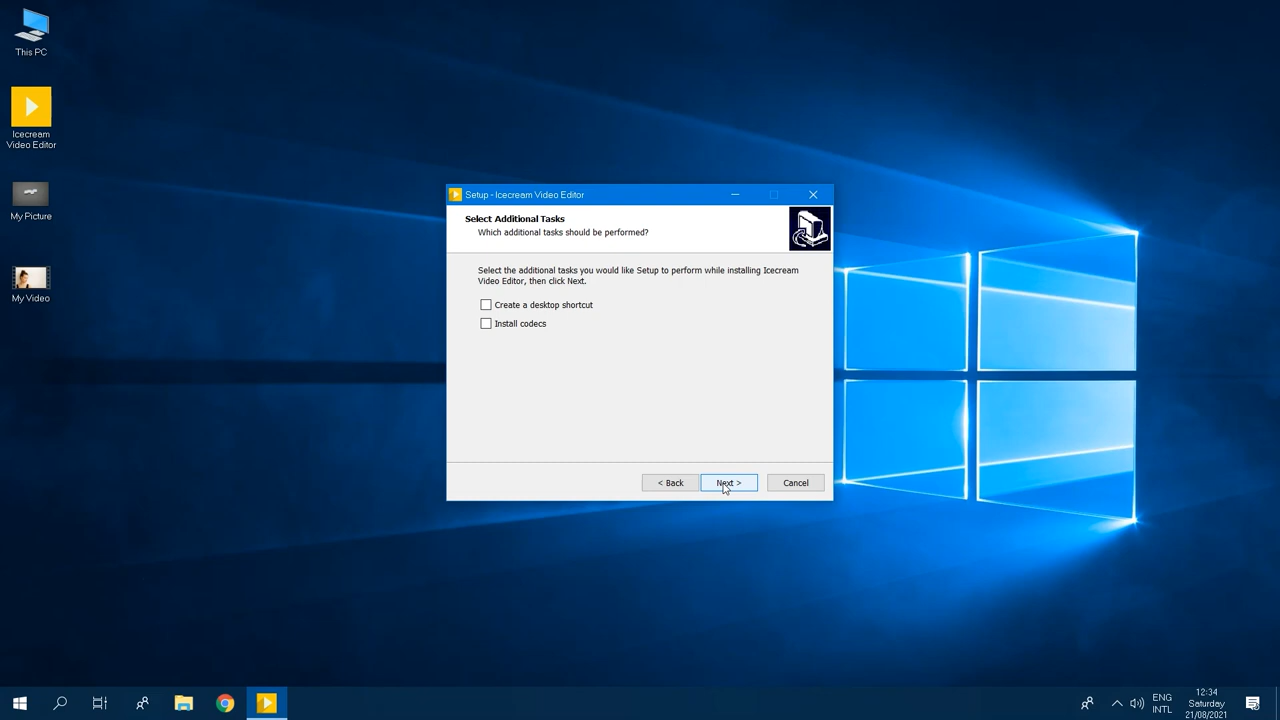 This PC
Icecream
Video Editor
My Picture
My Video
Setup - Icecream Video Editor
Select Additional Tasks
Which additional tasks should be performed?
Select the additional tasks you would like Setup to perform while installing Icecream
Video Editor, then click Next.
Create a desktop shortcut
Install codecs
< Back
Next >
Cancel
ENG
INTL
12:34
Saturday
21/08/2021